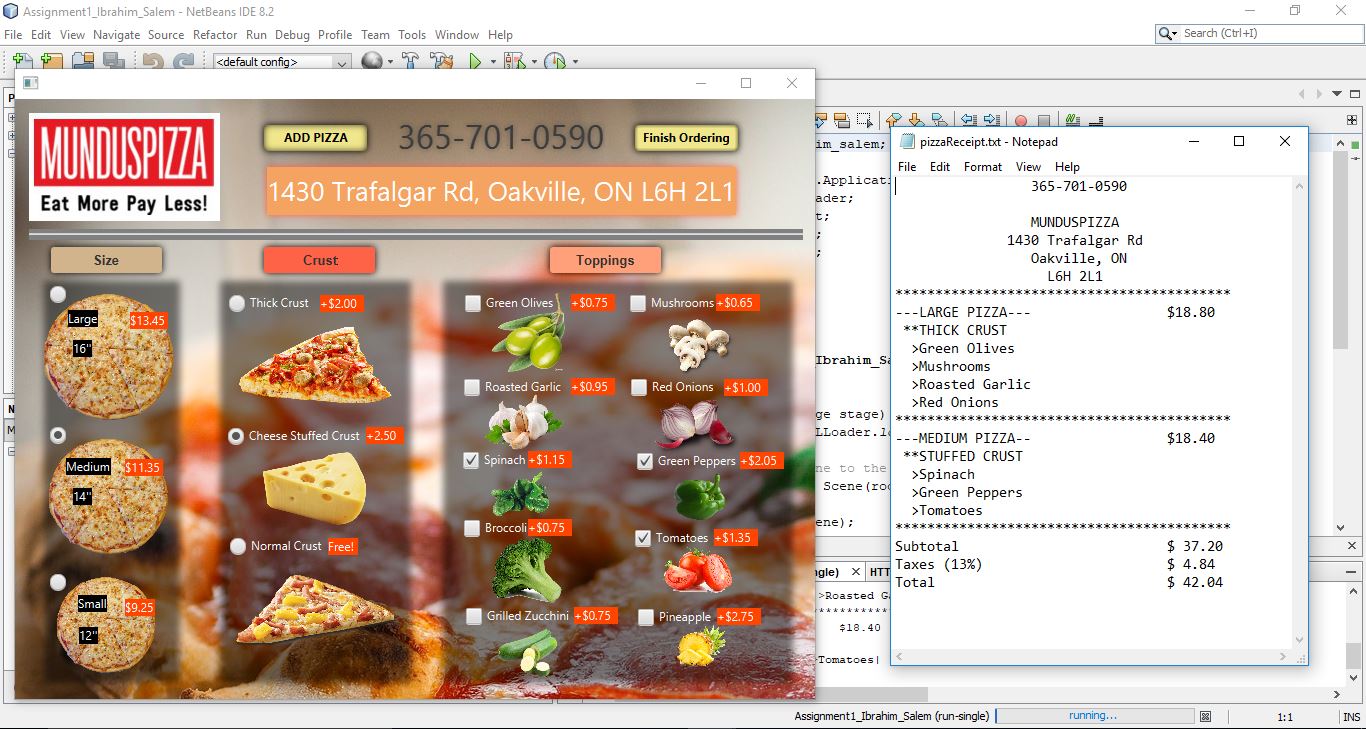 Assignment1_Ibrahim_Salem - NetBeans IDE 8.2
File Edit View Navigate Source Refactor Run Debug Profile Team Tools Window Help
Search (Ctrl+I)
<default config>
MUNDUSPIZZA
Eat More Pay Less!
ADD PIZZA
365-701-0590
Finish Ordering
1430 Trafalgar Rd, Oakville, ON L6H 2L1
Size
Crust
Toppings
Large
$13.45
16"
Medium
$11.35
14"
Small
$9.25
12"
Thick Crust +$2.00
Cheese Stuffed Crust +2.50
Normal Crust Free!
Green Olives +$0.75
Mushrooms +$0.65
Roasted Garlic +$0.95
Red Onions +$1.00
Spinach +$1.15
Green Peppers +$2.05
Broccoli +$0.75
Tomatoes +$1.35
Grilled Zucchini +$0.75
Pineapple +$2.75
im_salem;
.Applicati
ader;
t;
;
;
Ibrahim_Sa
ge stage)
LLoader.lo
ne to the
Scene(roo
ene);
pizzaReceipt.txt - Notepad
File Edit Format View Help
365-701-0590
MUNDUSPIZZA
1430 Trafalgar Rd
Oakville, ON
L6H 2L1
******************************************
---LARGE PIZZA--- $18.80
**THICK CRUST
>Green Olives
>Mushrooms
>Roasted Garlic
>Red Onions
******************************************
---MEDIUM PIZZA-- $18.40
**STUFFED CRUST
>Spinach
>Green Peppers
>Tomatoes
******************************************
Subtotal $ 37.20
Taxes (13%) $ 4.84
Total $ 42.04
ngle) HTT
>Roasted Ga
**********
$18.40
>Tomatoes|
Assignment1_Ibrahim_Salem (run-single)
running...
1:1
INS